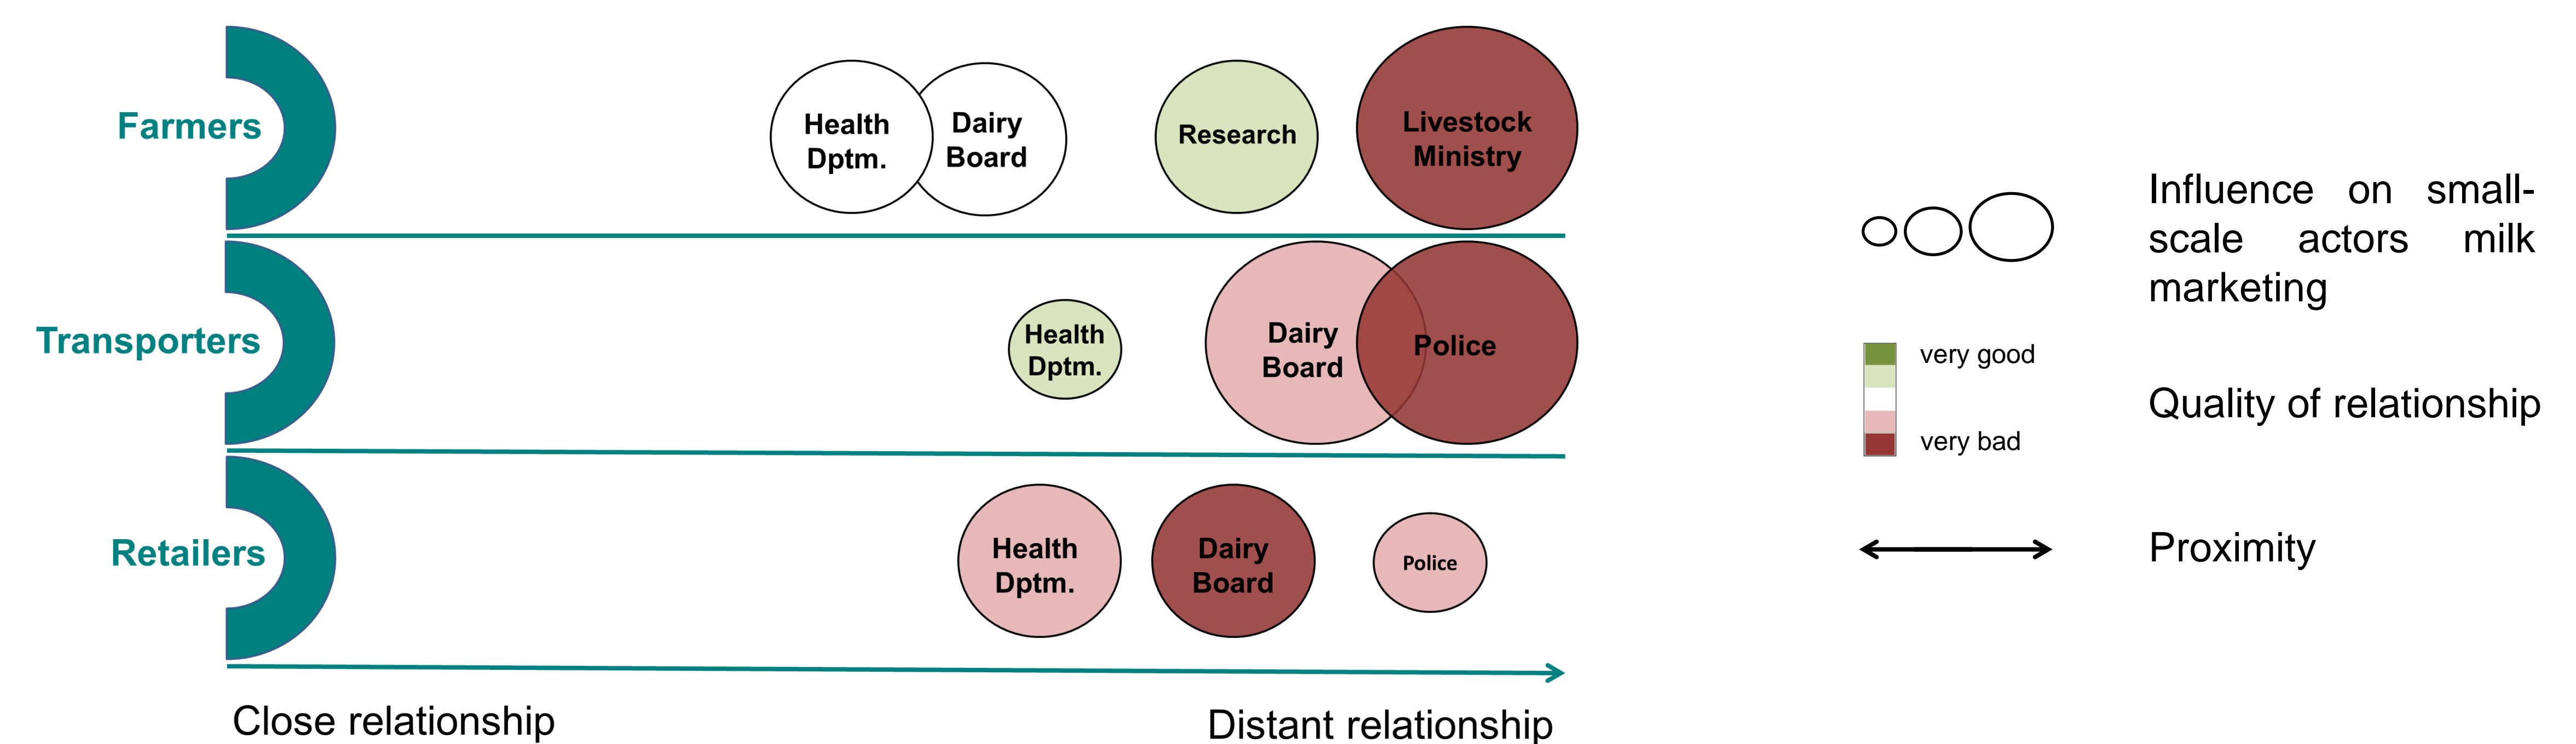 Farmers
Health
Dptm.
Dairy
Board
Research
Livestock
Ministry
Transporters
Health
Dptm.
Dairy
Board
Police
Retailers
Health
Dptm.
Dairy
Board
Police
Close relationship
Distant relationship
Influence on small-
scale actors milk
marketing
very good
Quality of relationship
very bad
Proximity